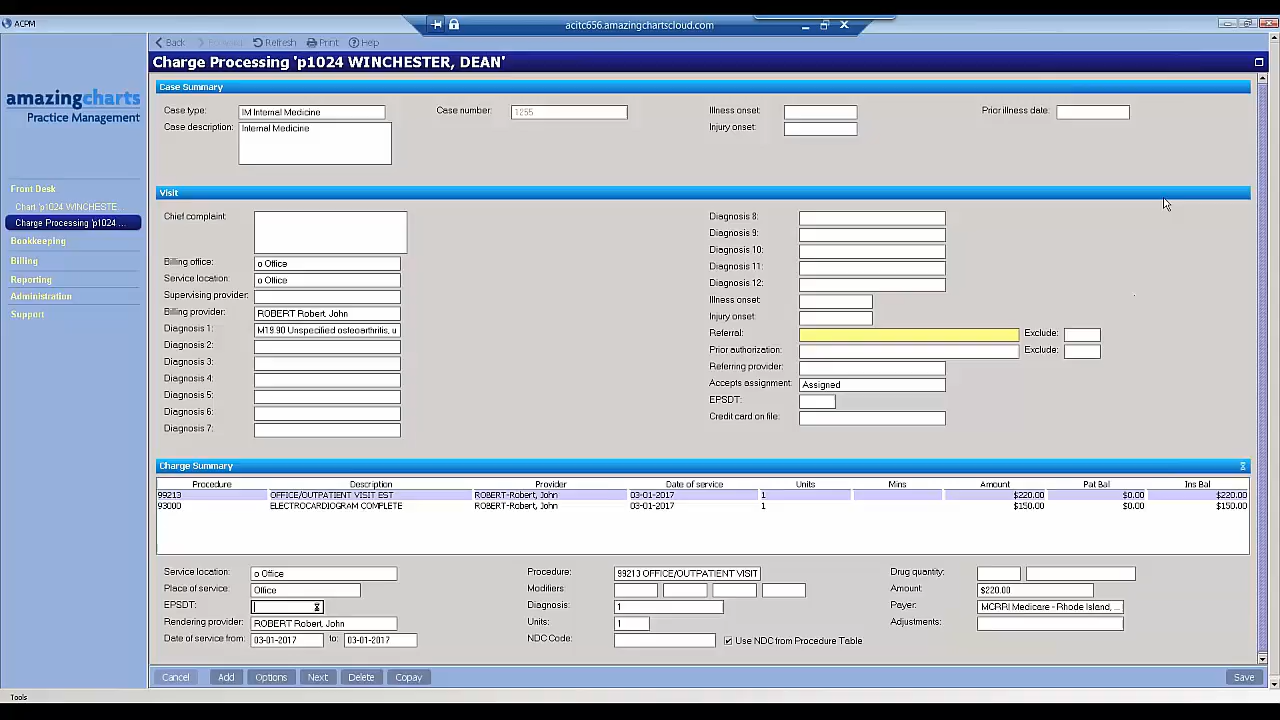 ACPM
acitc656.amazingchartscloud.com
Back Forward Refresh Print Help
Charge Processing 'p1024 WINCHESTER, DEAN'
amazingcharts
Practice Management
Front Desk
Chart 'p1024 WINCHESTE...
Charge Processing 'p1024 ...
Bookkeeping
Billing
Reporting
Administration
Support
Case Summary
Case type: IM Internal Medicine Case number: 1255 Illness onset: Prior illness date:
Case description: Internal Medicine Injury onset:
Visit
Chief complaint:
Billing office: o Office
Service location: o Office
Supervising provider:
Billing provider: ROBERT Robert, John
Diagnosis 1: M19.90 Unspecified osteoarthritis, u
Diagnosis 2:
Diagnosis 3:
Diagnosis 4:
Diagnosis 5:
Diagnosis 6:
Diagnosis 7:
Diagnosis 8:
Diagnosis 9:
Diagnosis 10:
Diagnosis 11:
Diagnosis 12:
Illness onset:
Injury onset:
Referral: Exclude:
Prior authorization: Exclude:
Referring provider:
Accepts assignment: Assigned
EPSDT:
Credit card on file:
Charge Summary
Procedure Description Provider Date of service Units Mins Amount Pat Bal Ins Bal
99213 OFFICE/OUTPATIENT VISIT EST ROBERT-Robert, John 03-01-2017 1 $220.00 $0.00 $220.00
93000 ELECTROCARDIOGRAM COMPLETE ROBERT-Robert, John 03-01-2017 1 $150.00 $0.00 $150.00
Service location: o Office Procedure: 99213 OFFICE/OUTPATIENT VISIT Drug quantity:
Place of service: Office Modifiers: Amount: $220.00
EPSDT: Diagnosis: 1 Payer: MCRRI Medicare - Rhode Island, ...
Rendering provider: ROBERT Robert, John Units: 1 Adjustments:
Date of service from: 03-01-2017 to: 03-01-2017 NDC Code: Use NDC from Procedure Table
Cancel Add Options Next Delete Copay Save
Tools